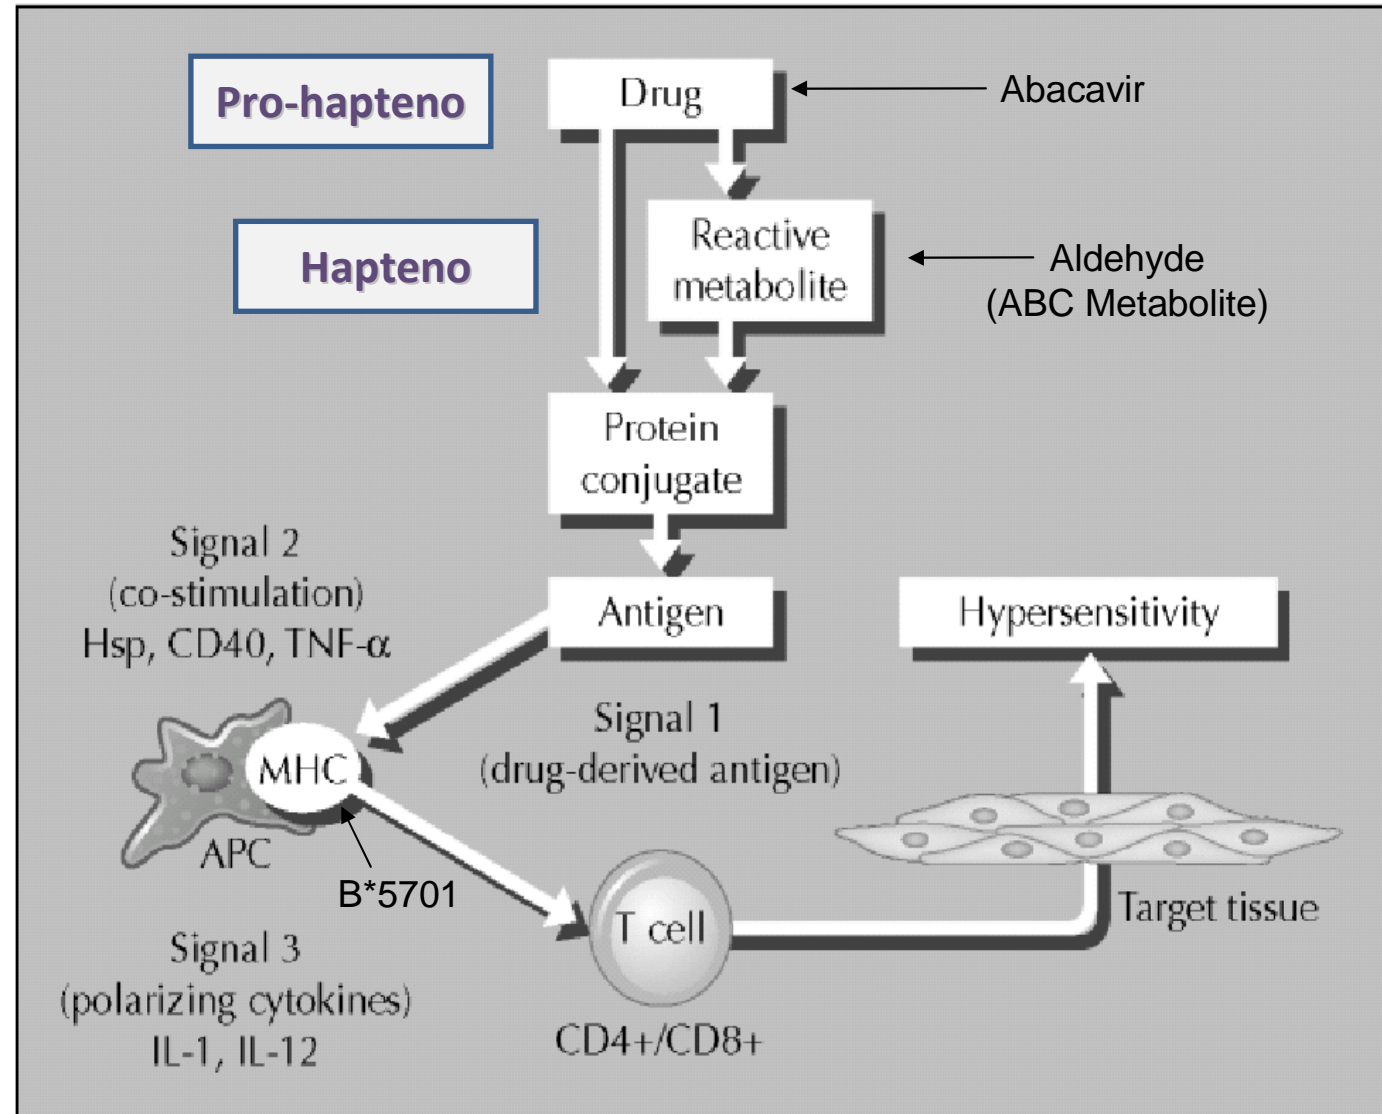 Pro-hapteno
Drug
Abacavir
Hapteno
Reactive
metabolite
Aldehyde
(ABC Metabolite)
Protein
conjugate
Signal 2
(co-stimulation)
Hsp, CD40, TNF-α
Antigen
Hypersensitivity
Signal 1
(drug-derived antigen)
MHC
APC
B*5701
T cell
CD4+/CD8+
Target tissue
Signal 3
(polarizing cytokines)
IL-1, IL-12